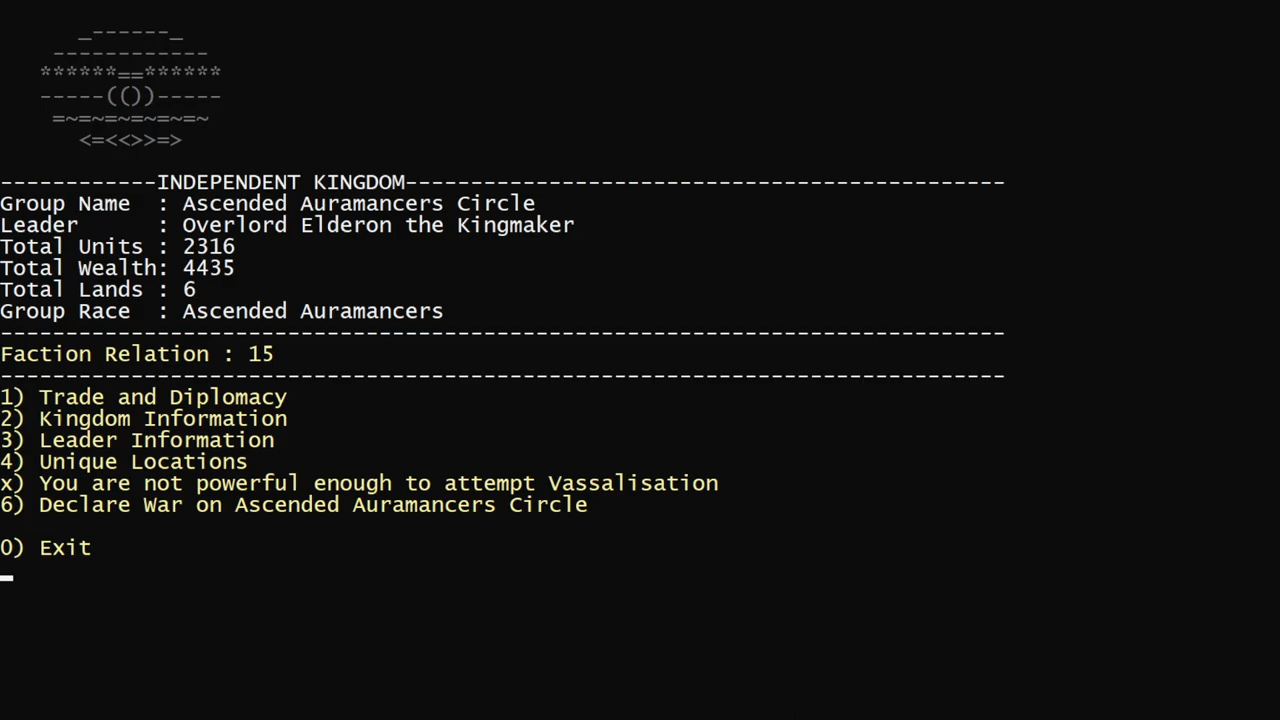 _------_
------------
******==******
-----(())-----
=~=~=~=~=~=~
<=<<>>=>
------------INDEPENDENT KINGDOM----------------------------------------------
Group Name  : Ascended Auramancers Circle
Leader      : Overlord Elderon the Kingmaker
Total Units : 2316
Total Wealth: 4435
Total Lands : 6
Group Race  : Ascended Auramancers
-----------------------------------------------------------------------------
Faction Relation : 15
-----------------------------------------------------------------------------
1) Trade and Diplomacy
2) Kingdom Information
3) Leader Information
4) Unique Locations
x) You are not powerful enough to attempt Vassalisation
6) Declare War on Ascended Auramancers Circle
0) Exit